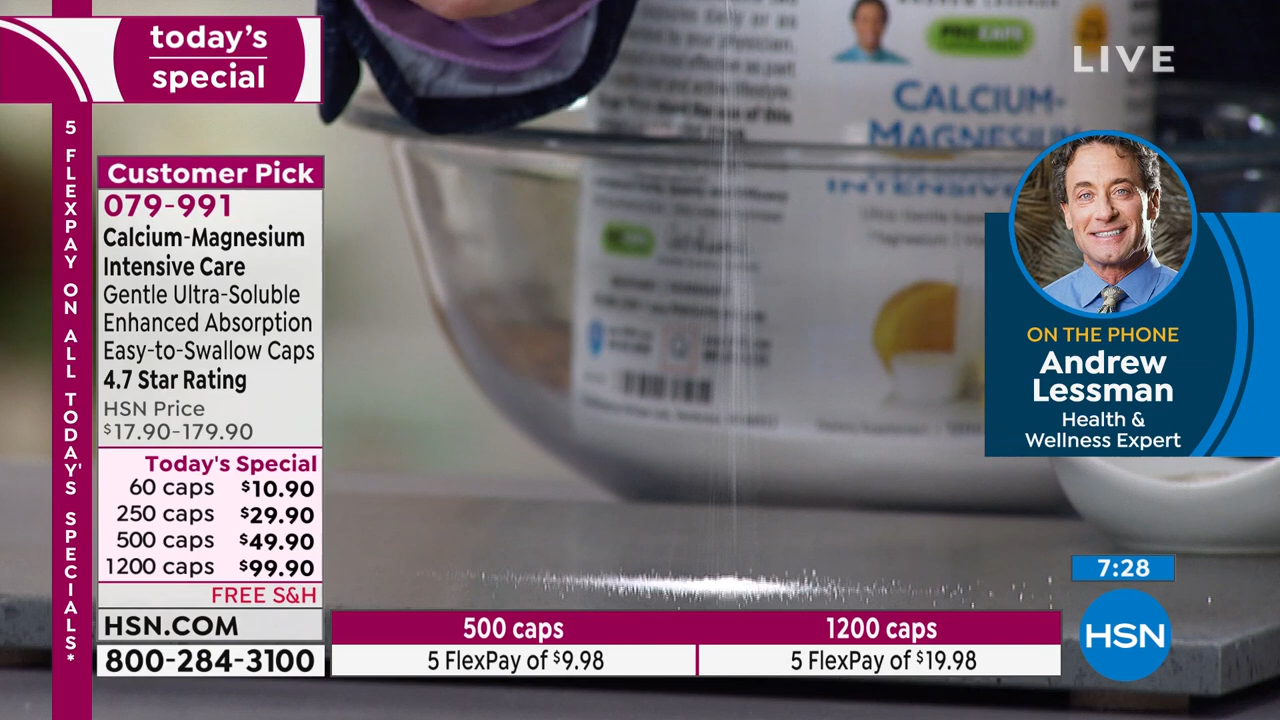 today's
special
LIVE
5 FLEXPAY ON ALL TODAY'S SPECIALS*
Customer Pick
079-991
Calcium-Magnesium
Intensive Care
Gentle Ultra-Soluble
Enhanced Absorption
Easy-to-Swallow Caps
4.7 Star Rating
HSN Price
$17.90-179.90
Today's Special
60 caps $10.90
250 caps $29.90
500 caps $49.90
1200 caps $99.90
FREE S&H
HSN.COM
800-284-3100
CALCIUM-
MAGNESIUM
INTENSIVE
ON THE PHONE
Andrew
Lessman
Health &
Wellness Expert
7:28
HSN
500 caps
1200 caps
5 FlexPay of $9.98
5 FlexPay of $19.98